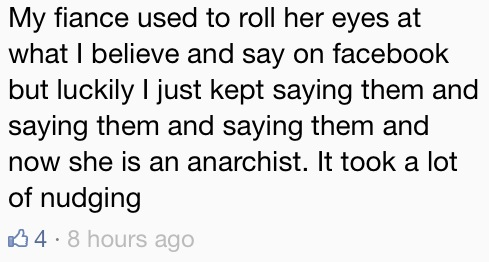 My fiance used to roll her eyes at
what I believe and say on facebook
but luckily I just kept saying them and
saying them and saying them and
now she is an anarchist. It took a lot
of nudging
4 · 8 hours ago